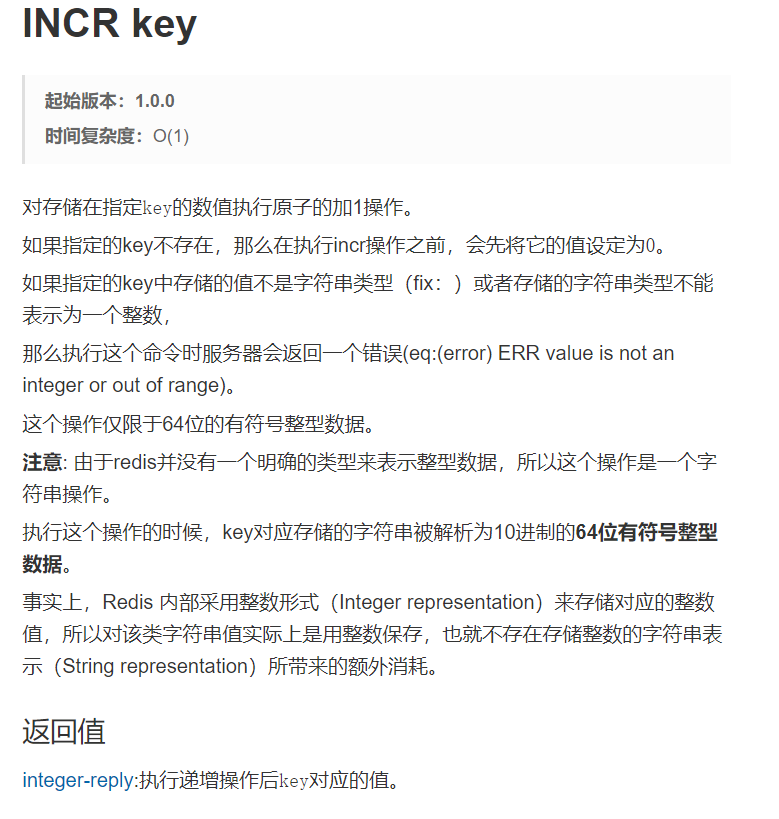 INCR key
起始版本：1.0.0
时间复杂度：O(1)
对存储在指定key的数值执行原子的加1操作。
如果指定的key不存在，那么在执行incr操作之前，会先将它的值设定为0。
如果指定的key中存储的值不是字符串类型（fix：）或者存储的字符串类型不能
表示为一个整数，
那么执行这个命令时服务器会返回一个错误(eq:(error) ERR value is not an
integer or out of range)。
这个操作仅限于64位的有符号整型数据。
注意: 由于redis并没有一个明确的类型来表示整型数据，所以这个操作是一个字
符串操作。
执行这个操作的时候，key对应存储的字符串被解析为10进制的64位有符号整型
数据。
事实上，Redis 内部采用整数形式（Integer representation）来存储对应的整数
值，所以对该类字符串值实际上是用整数保存，也就不存在存储整数的字符串表
示（String representation）所带来的额外消耗。
返回值
integer-reply:执行递增操作后key对应的值。